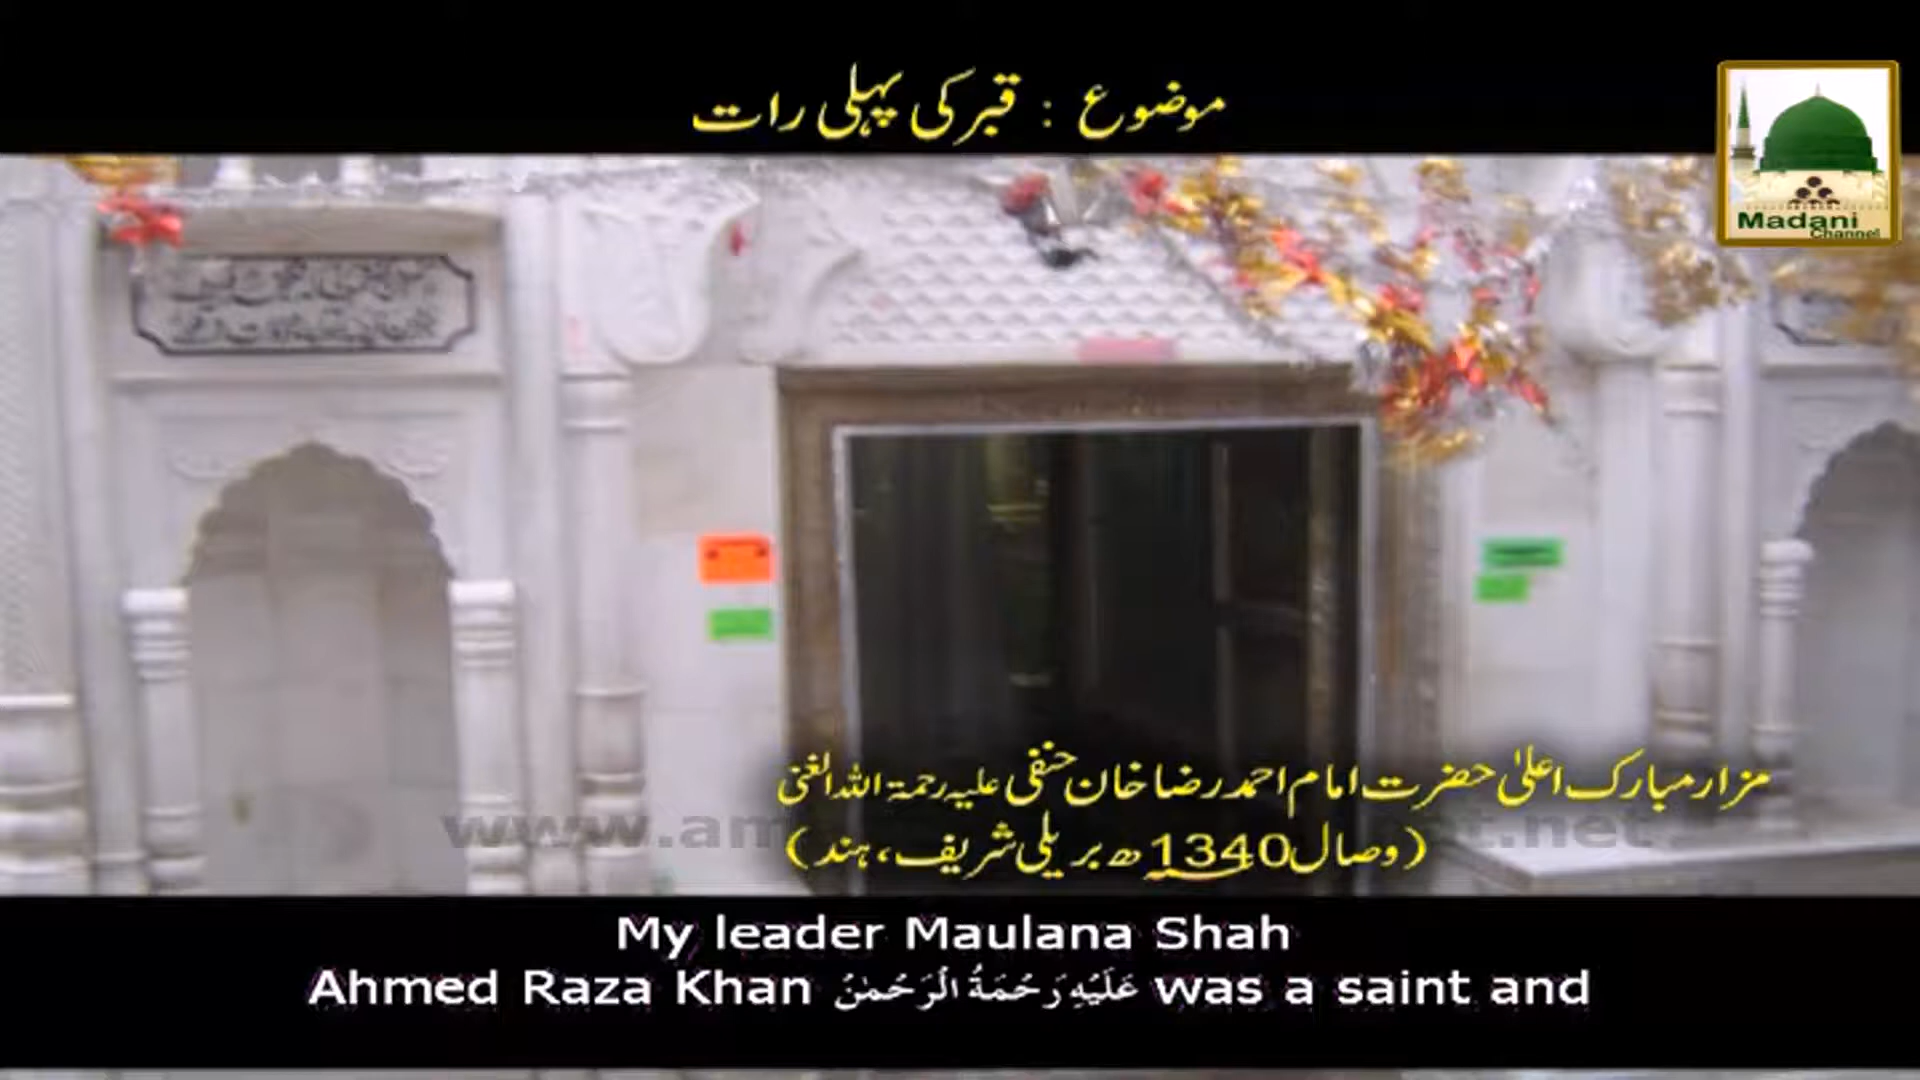 موضوع : قبر کی پہلی رات
Madani
Channel
مزار مبارک اعلیٰ حضرت امام احمد رضا خان حنفی علیہ رحمۃ اللہ الغنی
(وصال 1340ھ بریلی شریف، ہند)
My leader Maulana Shah
Ahmed Raza Khan عَلَيْهِ رَحْمَةُ الرَّحْمٰنْ was a saint and